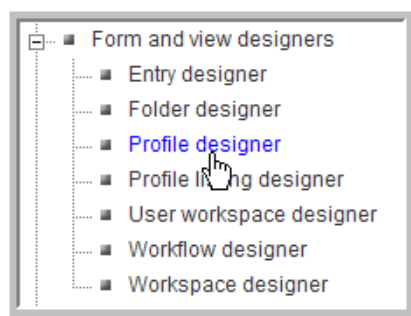 Form and view designers
Entry designer
Folder designer
Profile designer
Profile listing designer
User workspace designer
Workflow designer
Workspace designer